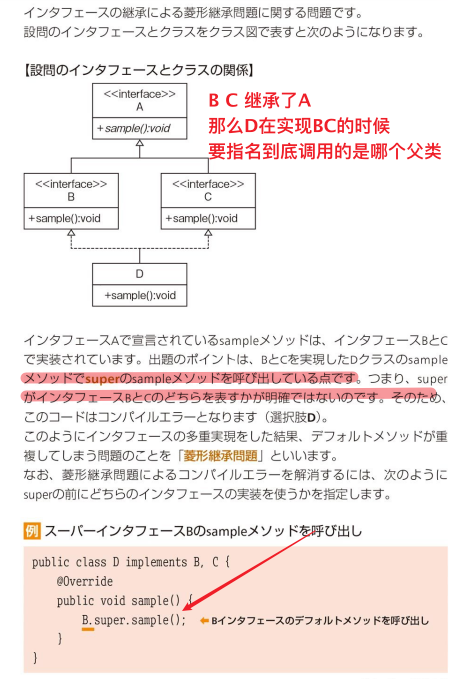 インタフェースの継承による菱形継承問題に関する問題です。
設問のインタフェースとクラスをクラス図で表すと次のようになります。
【設問のインタフェースとクラスの関係】
<<interface>>
A
+sample():void
B C 继承了A
那么D在实现BC的时候
要指名到底调用的是哪个父类
<<interface>>
B
+sample():void
<<interface>>
C
+sample():void
D
+sample():void
インタフェースAで宣言されているsampleメソッドは、インタフェースBとC
で実装されています。出題のポイントは、BとCを実現したDクラスのsample
メソッドでsuperのsampleメソッドを呼び出している点です。つまり、super
がインタフェースBとCのどちらを表すかが明確ではないのです。そのため、
このコードはコンパイルエラーとなります（選択肢D）。
このようにインタフェースの多重実現をした結果、デフォルトメソッドが重
複してしまう問題のことを「菱形継承問題」といいます。
なお、菱形継承問題によるコンパイルエラーを解消するには、次のように
superの前にどちらのインタフェースの実装を使うかを指定します。
例 スーパーインタフェースBのsampleメソッドを呼び出し
public class D implements B, C {
@Override
public void sample() {
B.super.sample(); ←Bインタフェースのデフォルトメソッドを呼び出し
}
}